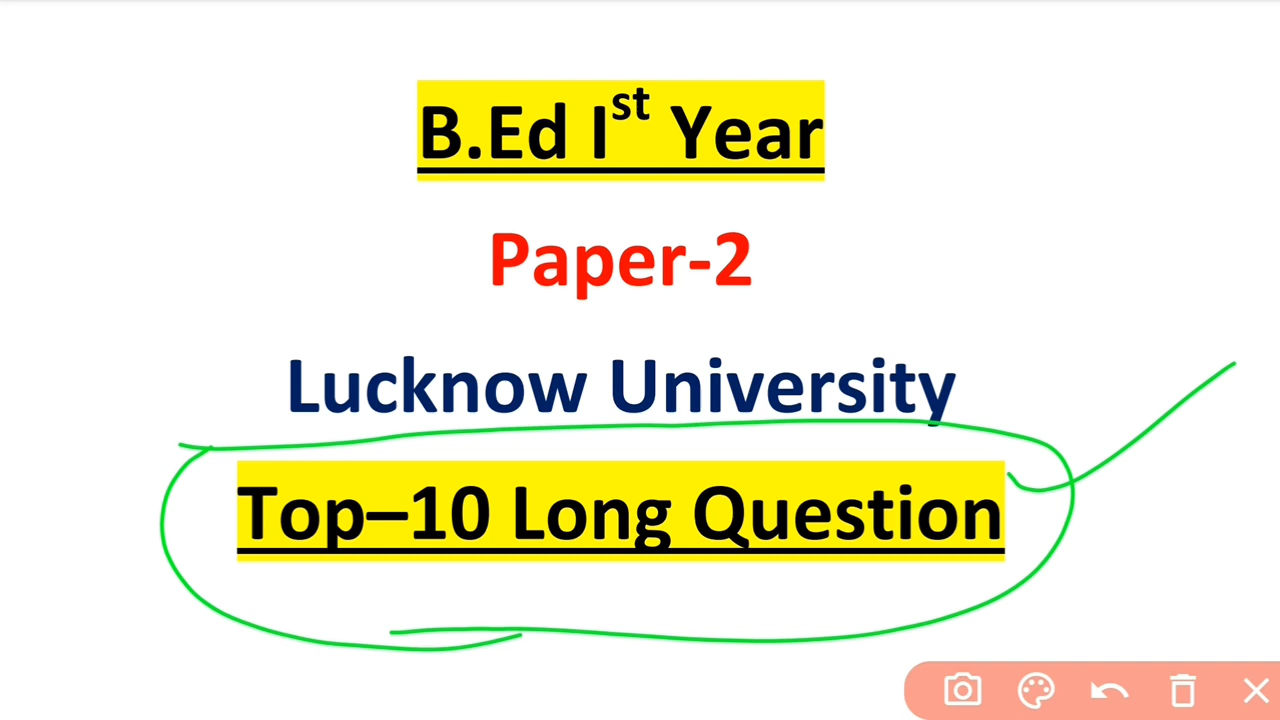 B.Ed Ist Year
Paper-2
Lucknow University
Top–10 Long Question